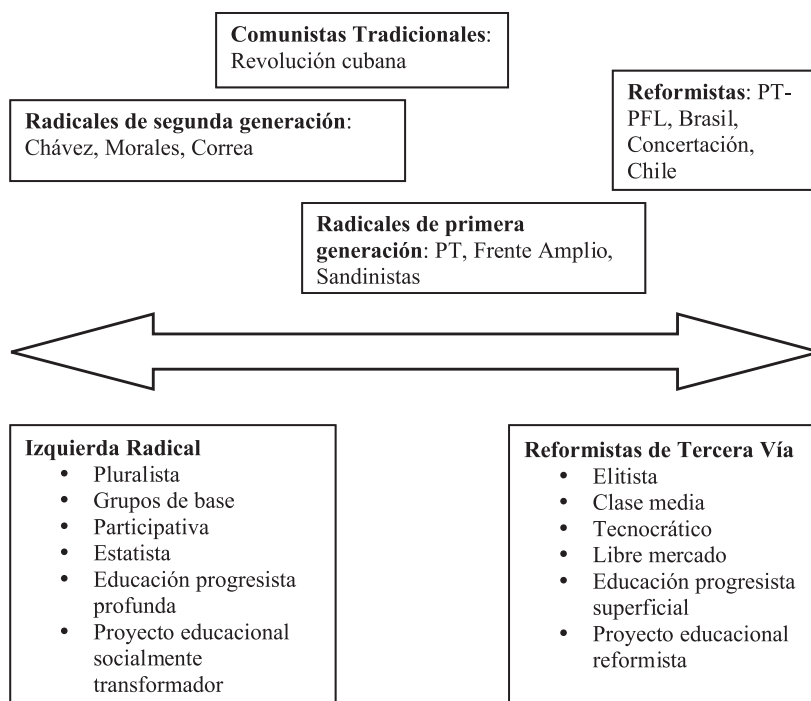 Comunistas Tradicionales:
Revolución cubana
Radicales de segunda generación:
Chávez, Morales, Correa
Reformistas: PT-
PFL, Brasil,
Concertación,
Chile
Radicales de primera
generación: PT, Frente Amplio,
Sandinistas
Izquierda Radical
• Pluralista
• Grupos de base
• Participativa
• Estatista
• Educación progresista
profunda
• Proyecto educacional
socialmente
transformador
Reformistas de Tercera Vía
• Elitista
• Clase media
• Tecnocrático
• Libre mercado
• Educación progresista
superficial
• Proyecto educacional
reformista